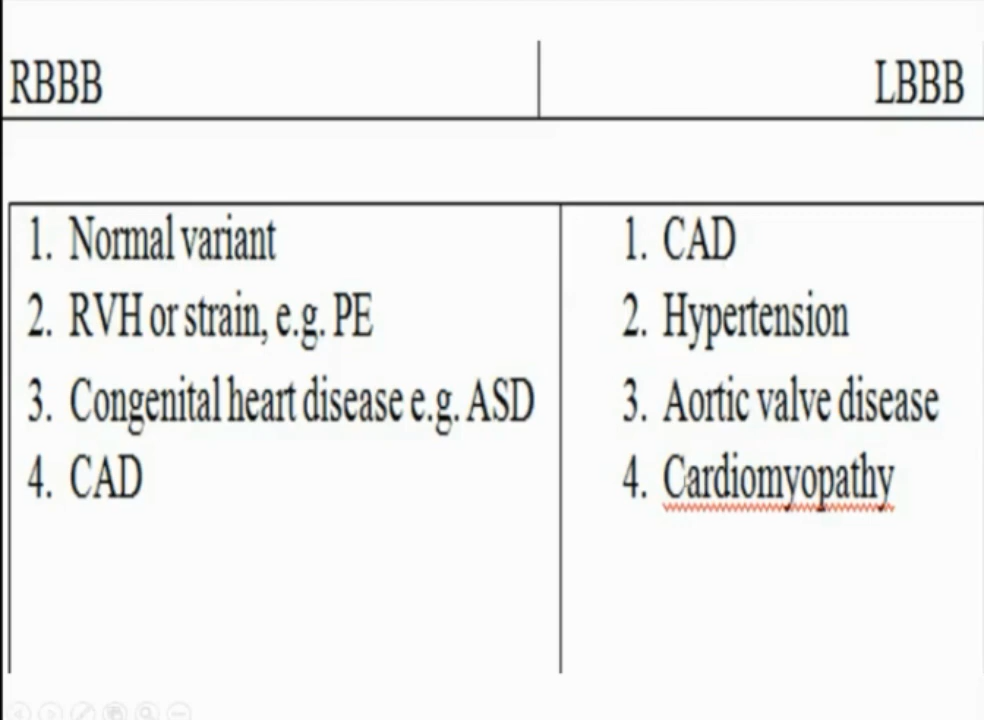 RBBB LBBB
1. Normal variant
2. RVH or strain, e.g. PE
3. Congenital heart disease e.g. ASD
4. CAD
1. CAD
2. Hypertension
3. Aortic valve disease
4. Cardiomyopathy